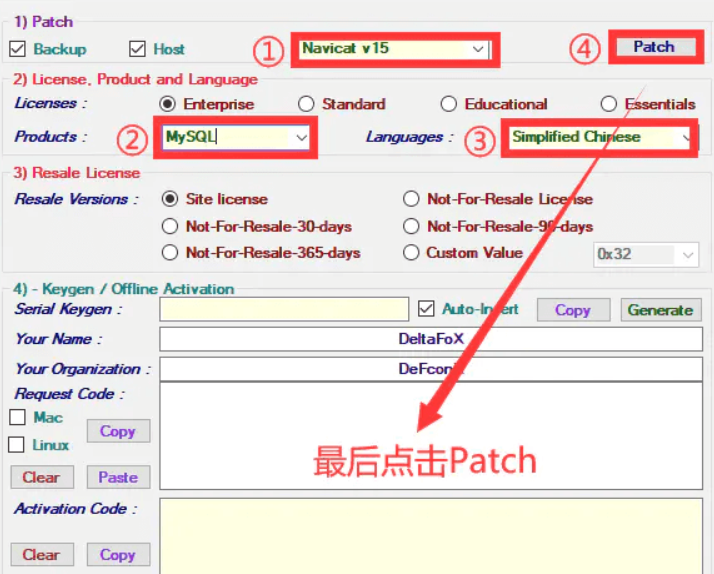 1) Patch
Backup Host ① Navicat v15 ④ Patch
2) License, Product and Language
Licenses : Enterprise Standard Educational Essentials
Products : ② MySQL Languages : ③ Simplified Chinese
3) Resale License
Resale Versions : Site license Not-For-Resale License
Not-For-Resale-30-days Not-For-Resale-90-days
Not-For-Resale-365-days Custom Value 0x32
4) - Keygen / Offline Activation
Serial Keygen : Auto-Insert Copy Generate
Your Name : DeltaFoX
Your Organization :
Request Code :
Mac
Copy
Linux
最后点击Patch
Clear Paste
Activation Code :
Clear Copy